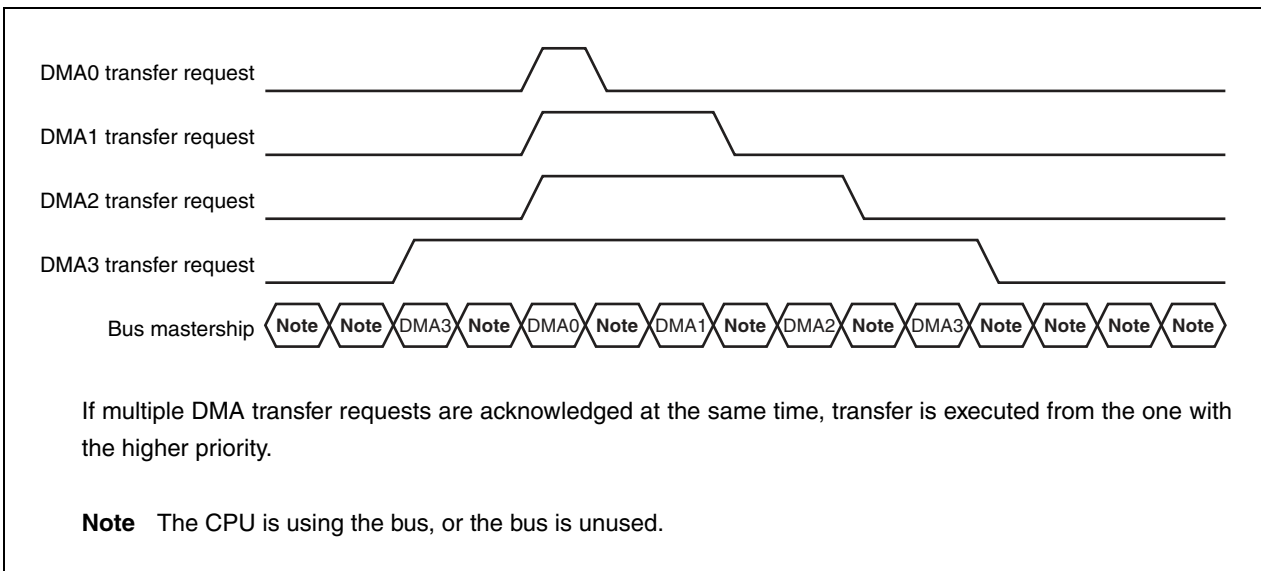 DMA0 transfer request
DMA1 transfer request
DMA2 transfer request
DMA3 transfer request
Bus mastership Note Note DMA3 Note DMA0 Note DMA1 Note DMA2 Note DMA3 Note Note Note Note
If multiple DMA transfer requests are acknowledged at the same time, transfer is executed from the one with
the higher priority.
Note The CPU is using the bus, or the bus is unused.